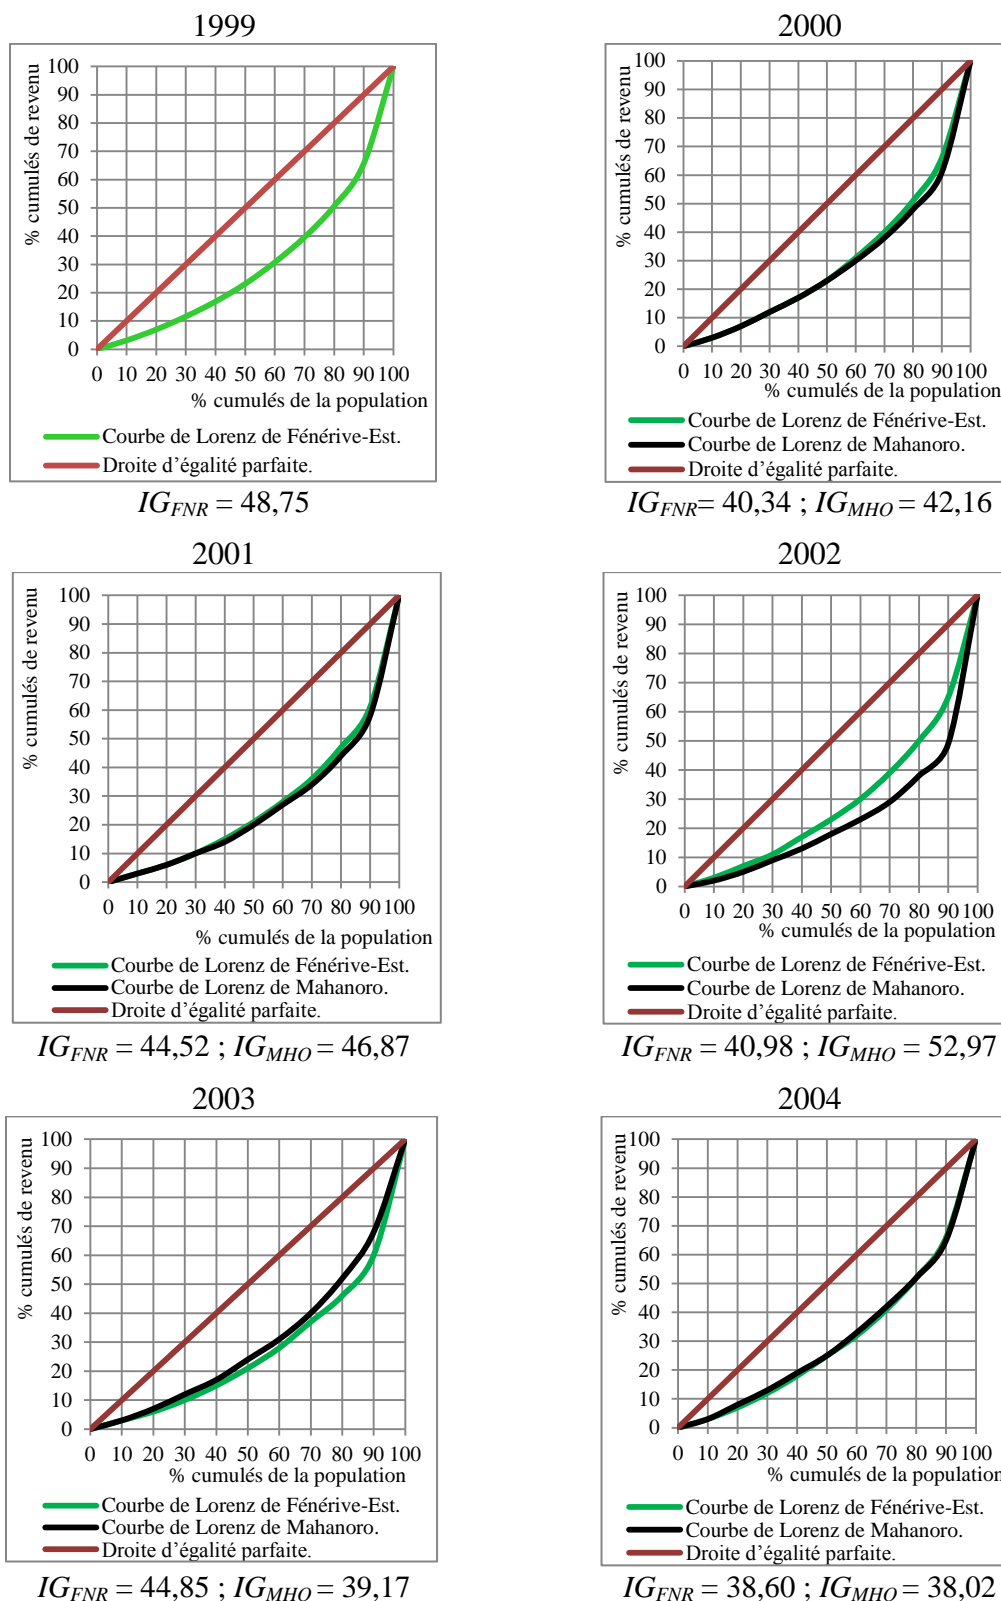 1999
% cumulés de revenu
100
90
80
70
60
50
40
30
20
10
0
0 10 20 30 40 50 60 70 80 90 100
% cumulés de la population
Courbe de Lorenz de Fénérive-Est.
Droite d'égalité parfaite.
IG_FNR = 48,75
2000
% cumulés de revenu
100
90
80
70
60
50
40
30
20
10
0
0 10 20 30 40 50 60 70 80 90 100
% cumulés de la population
Courbe de Lorenz de Fénérive-Est.
Courbe de Lorenz de Mahanoro.
Droite d'égalité parfaite.
IG_FNR= 40,34 ; IG_MHO = 42,16
2001
% cumulés de revenu
100
90
80
70
60
50
40
30
20
10
0
0 10 20 30 40 50 60 70 80 90 100
% cumulés de la population
Courbe de Lorenz de Fénérive-Est.
Courbe de Lorenz de Mahanoro.
Droite d'égalité parfaite.
IG_FNR = 44,52 ; IG_MHO = 46,87
2002
% cumulés de revenu
100
90
80
70
60
50
40
30
20
10
0
0 10 20 30 40 50 60 70 80 90 100
% cumulés de la population
Courbe de Lorenz de Fénérive-Est.
Courbe de Lorenz de Mahanoro.
Droite d'égalité parfaite.
IG_FNR = 40,98 ; IG_MHO = 52,97
2003
% cumulés de revenu
100
90
80
70
60
50
40
30
20
10
0
0 10 20 30 40 50 60 70 80 90 100
% cumulés de la population
Courbe de Lorenz de Fénérive-Est.
Courbe de Lorenz de Mahanoro.
Droite d'égalité parfaite.
IG_FNR = 44,85 ; IG_MHO = 39,17
2004
% cumulés de revenu
100
90
80
70
60
50
40
30
20
10
0
0 10 20 30 40 50 60 70 80 90 100
% cumulés de la population
Courbe de Lorenz de Fénérive-Est.
Courbe de Lorenz de Mahanoro.
Droite d'égalité parfaite.
IG_FNR = 38,60 ; IG_MHO = 38,02